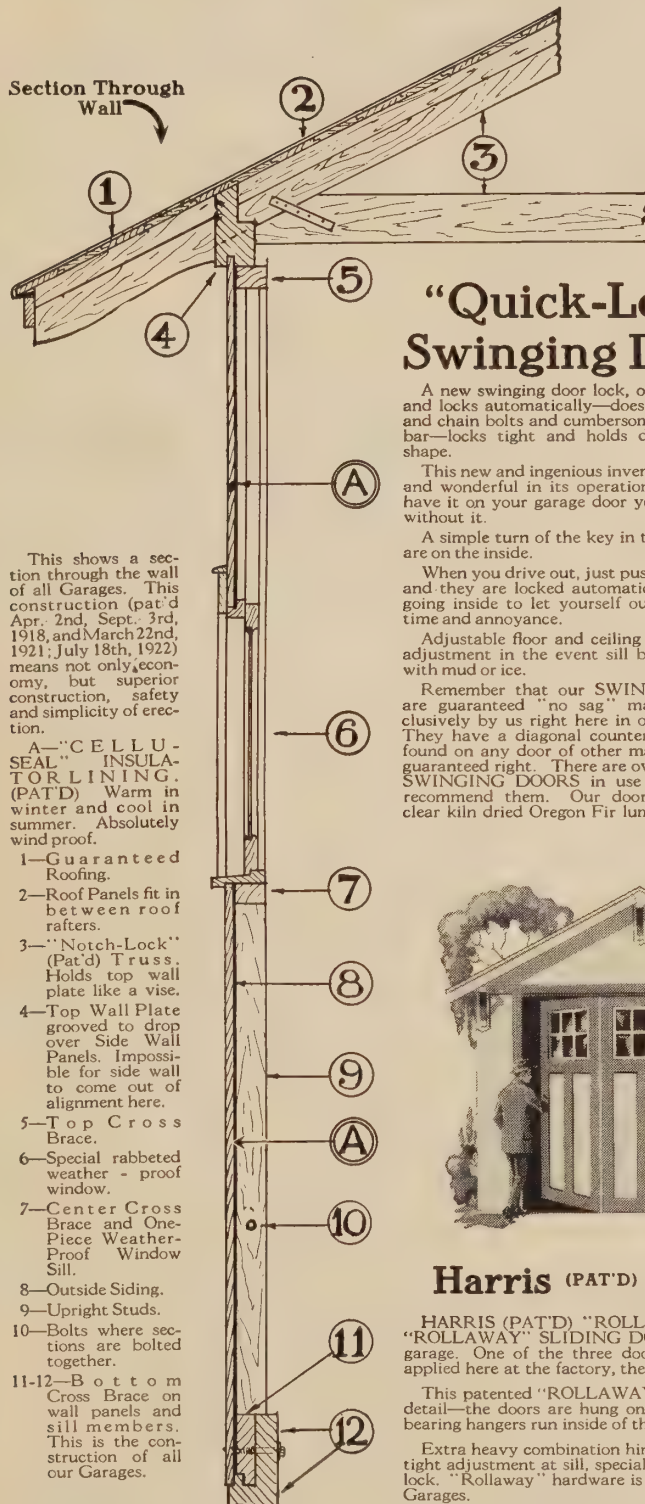 Section Through
Wall
1
2
3
4
5
A
6
7
8
9
A
10
11
12
This shows a sec-
tion through the wall
of all Garages. This
construction (pat'd
Apr. 2nd, Sept. 3rd,
1918, and March 22nd,
1921; July 18th, 1922)
means not only econ-
omy, but superior
construction, safety
and simplicity of erec-
tion.
A—"CELLU-
SEAL" INSULA-
TOR LINING.
(PAT'D) Warm in
winter and cool in
summer. Absolutely
wind proof.
1—Guaranteed
Roofing.
2—Roof Panels fit in
between roof
rafters.
3—"Notch-Lock"
(Pat'd) Truss.
Holds top wall
plate like a vise.
4—Top Wall Plate
grooved to drop
over Side Wall
Panels. Impossi-
ble for side wall
to come out of
alignment here.
5—Top Cross
Brace.
6—Special rabbeted
weather - proof
window.
7—Center Cross
Brace and One-
Piece Weather-
Proof Window
Sill.
8—Outside Siding.
9—Upright Studs.
10—Bolts where sec-
tions are bolted
together.
11-12—Bottom
Cross Brace on
wall panels and
sill members.
This is the con-
struction of all
our Garages.
"Quick-Lo
Swinging D
A new swinging door lock, o
and locks automatically—does
and chain bolts and cumberson
bar—locks tight and holds c
shape.
This new and ingenious inver
and wonderful in its operation
have it on your garage door yo
without it.
A simple turn of the key in t
are on the inside.
When you drive out, just pus
and they are locked automatic
going inside to let yourself ou
time and annoyance.
Adjustable floor and ceiling
adjustment in the event sill b
with mud or ice.
Remember that our SWIN
are guaranteed "no sag" ma
clusively by us right here in o
They have a diagonal counter
found on any door of other ma
guaranteed right. There are ov
SWINGING DOORS in use
recommend them. Our door
clear kiln dried Oregon Fir lun
Harris (PAT'D)
HARRIS (PAT'D) "ROLL
"ROLLAWAY" SLIDING DO
garage. One of the three doo
applied here at the factory, the
This patented "ROLLAWAY
detail—the doors are hung on
bearing hangers run inside of th
Extra heavy combination hin
tight adjustment at sill, special
lock. "Rollaway" hardware is
Garages.